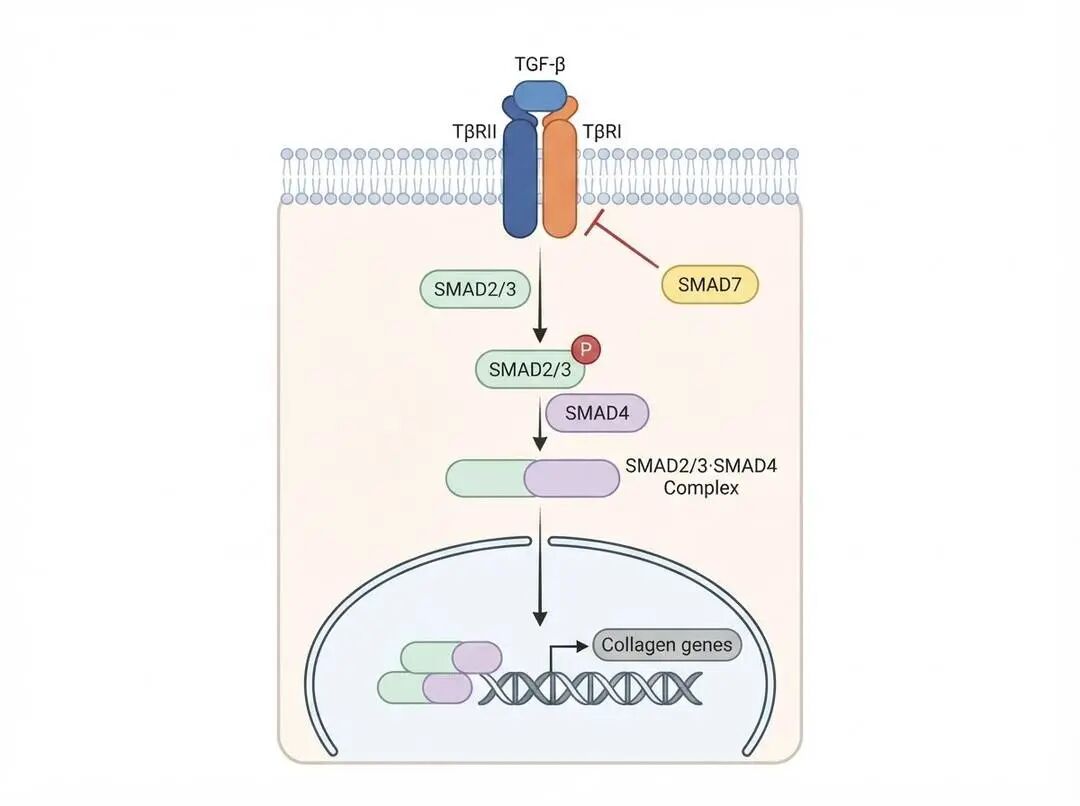 TGF-β
TβRII
TβRI
SMAD2/3
SMAD7
P
SMAD2/3
SMAD4
SMAD2/3·SMAD4
Complex
Collagen genes